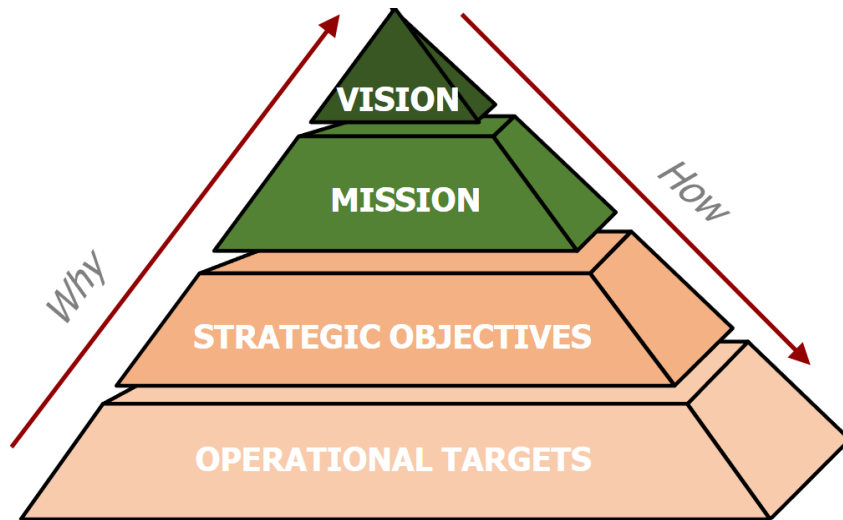 VISION
MISSION
How
Why
STRATEGIC OBJECTIVES
OPERATIONAL TARGETS